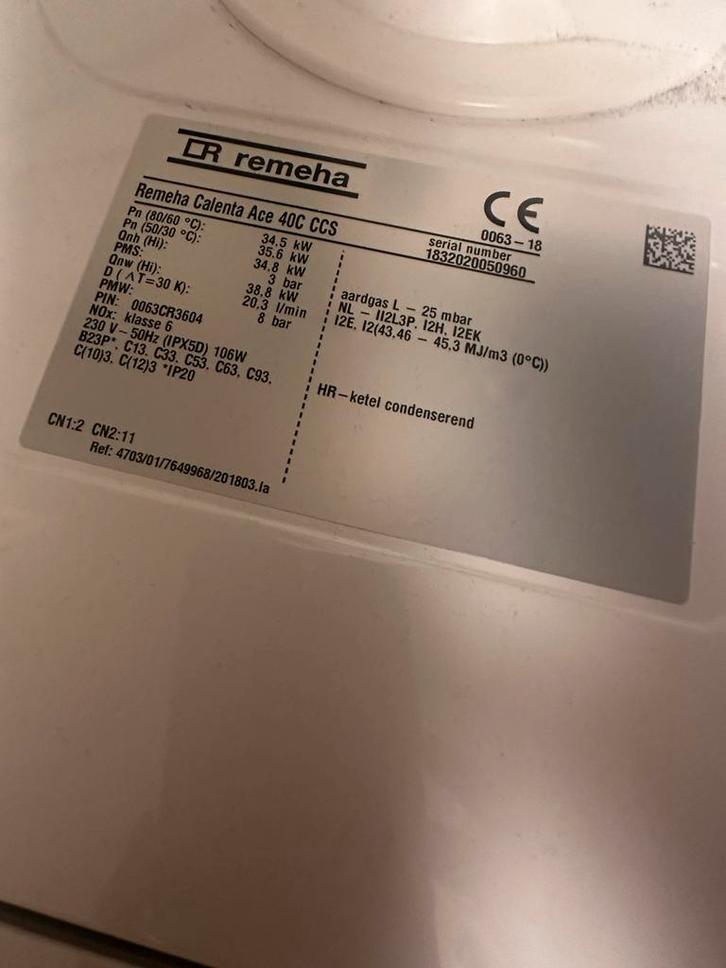 remeha
CE
0063-18
Remeha Calenta Ace 40C CCS
serial number
1832020050960
Pn (80/60 °C): 34.5 kW
Pn (50/30 °C): 35.6 kW
Qnh (Hi): 34.8 kW
PMS: 3 bar
Qnw (Hi): 38.8 kW
D (ΔT=30 K): 20.3 l/min
PMW: 8 bar
PIN: 0063CR3604
NOx: klasse 6
230 V-50Hz (IPX5D) 106W
B23P*, C13, C33, C53, C63, C93,
C(10)3, C(12)3 *IP20
CN1:2 CN2:11
Ref: 4703/01/7649968/201803.la
aardgas L - 25 mbar
NL - II2L3P, I2H, I2EK
I2E, I2(43.46 - 45.3 MJ/m3 (0°C))
HR-ketel condenserend